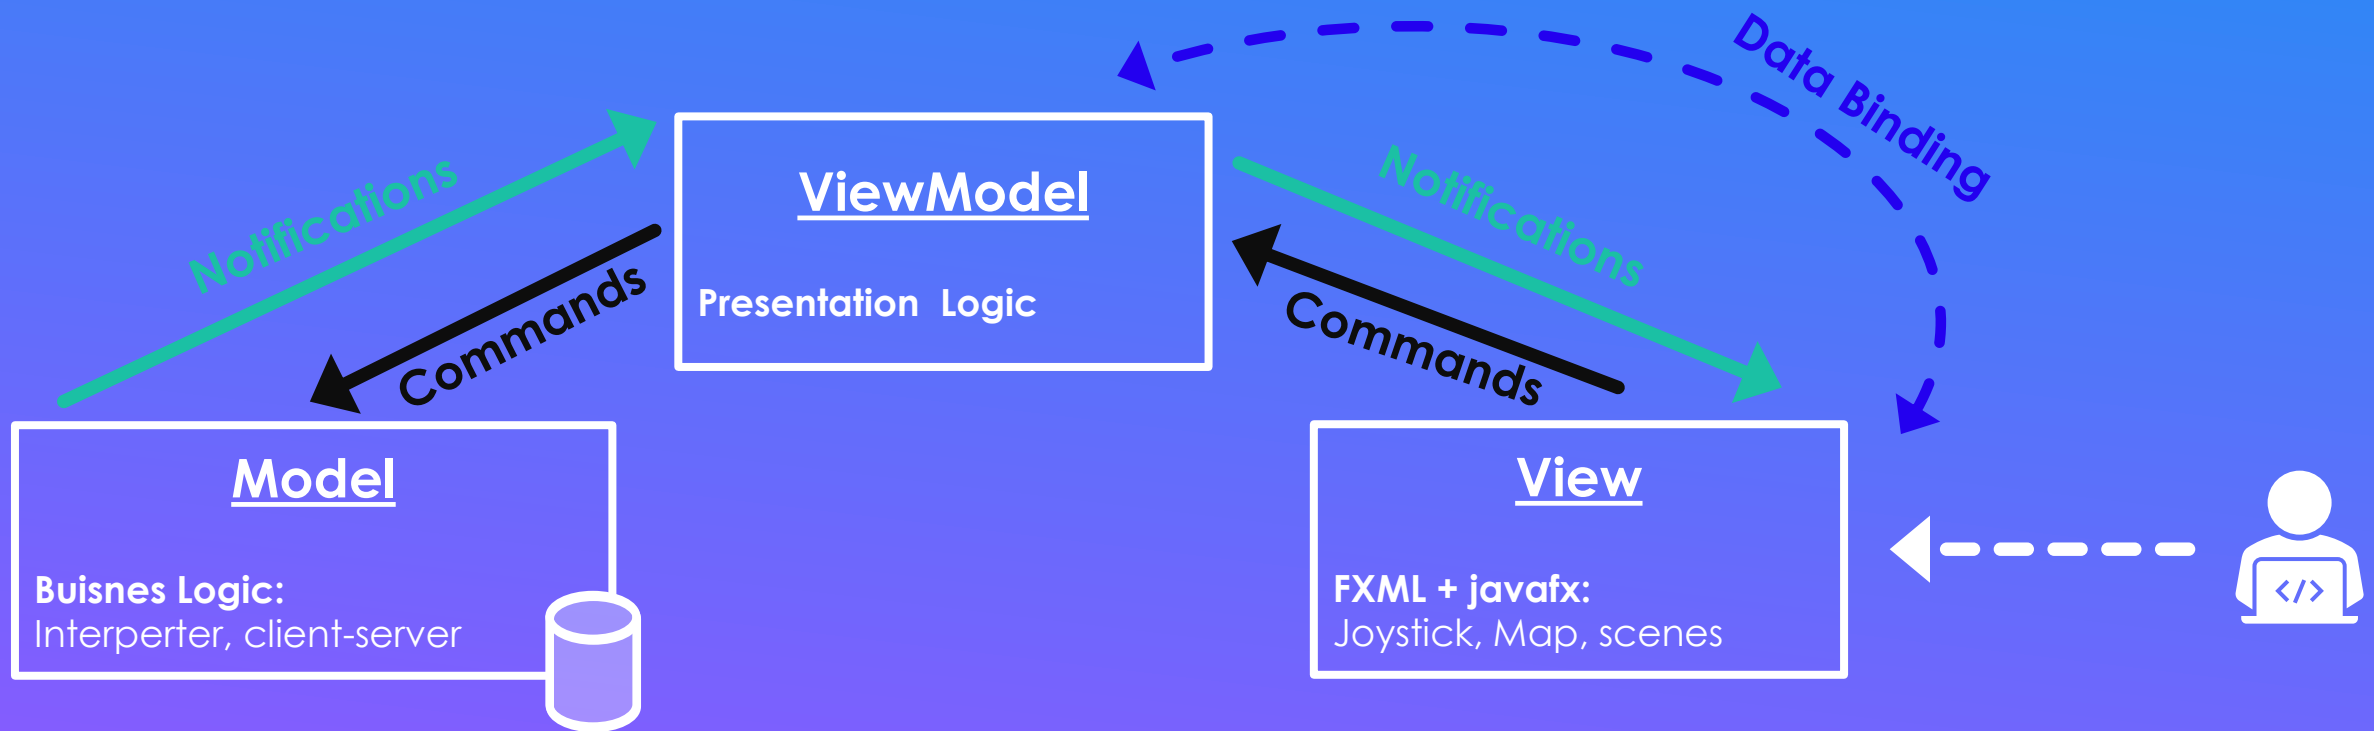 Data Binding
Notifications
Commands
ViewModel
Presentation Logic
Notifications
Commands
Model
Buisnes Logic:
Interperter, client-server
View
FXML + javafx:
Joystick, Map, scenes
</>